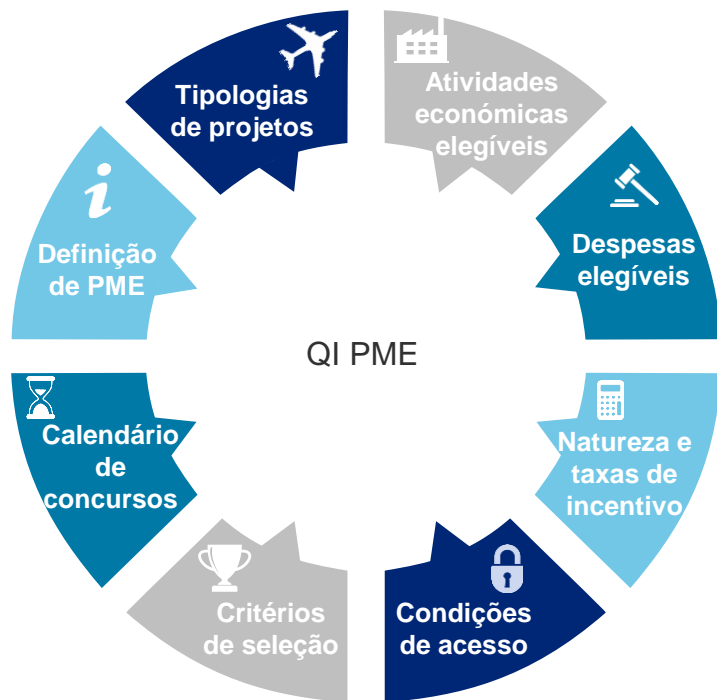 Tipologias
de projetos
Atividades
económicas
elegíveis
Despesas
elegíveis
Natureza e
taxas de
incentivo
Condições
de acesso
Critérios
de seleção
Calendário
de
concursos
Definição
de PME
QI PME